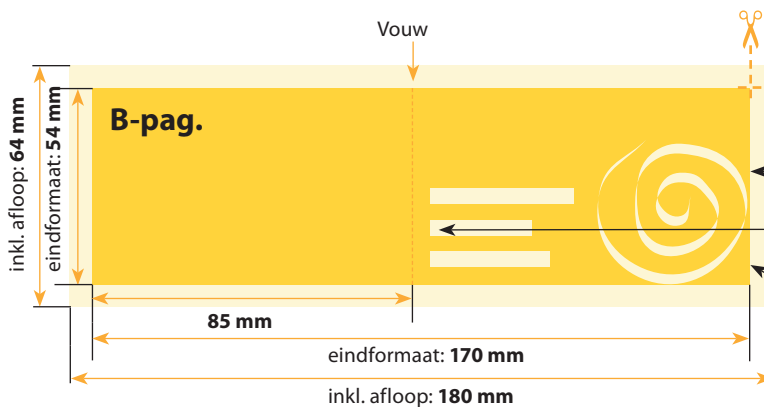 Vouw
B-pag.
inkl. afloop: 64 mm
eindformaat: 54 mm
85 mm
eindformaat: 170 mm
inkl. afloop: 180 mm